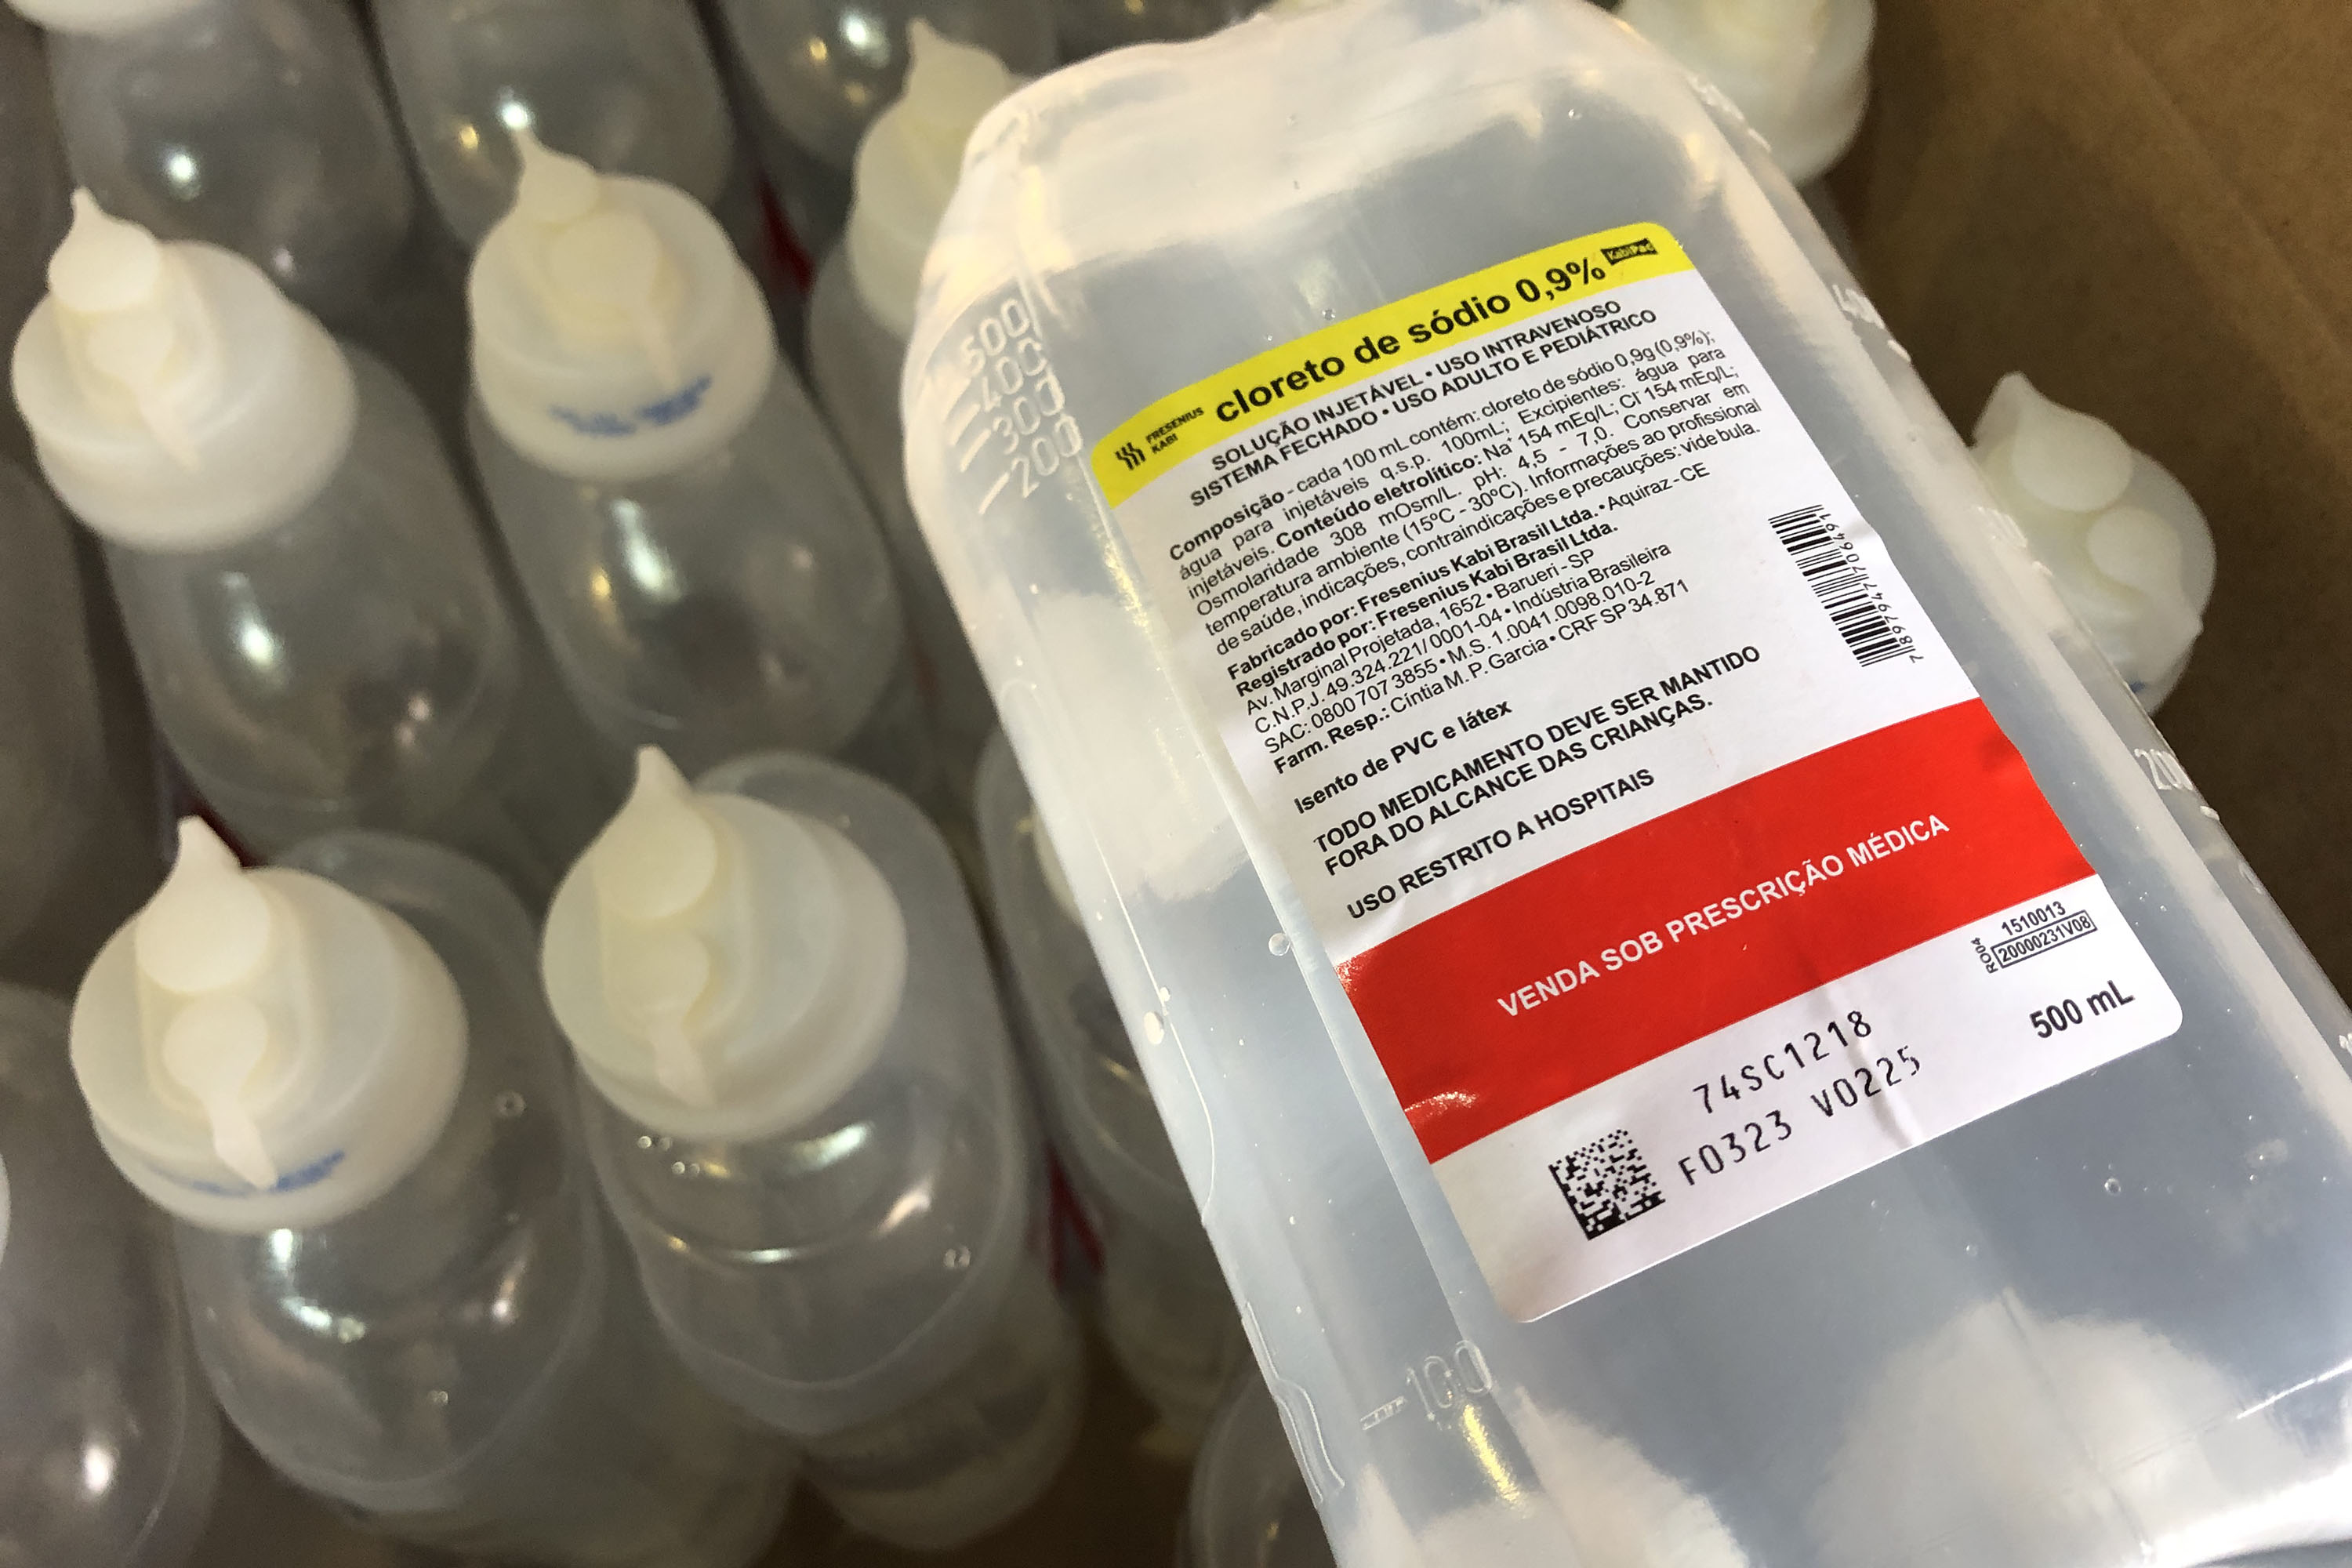 FRESENIUS
KABI
cloreto de sódio 0,9%
KabiPac
SOLUÇÃO INJETÁVEL • USO INTRAVENOSO
SISTEMA FECHADO • USO ADULTO E PEDIÁTRICO
Composição - cada 100 mL contém: cloreto de sódio 0,9g (0,9%);
água para injetáveis q.s.p. 100mL; Excipientes: água para
injetáveis. Conteúdo eletrolítico: Na+ 154 mEq/L; Cl- 154 mEq/L;
Osmolaridade 308 mOsm/L. pH: 4,5 - 7,0. Conservar em
temperatura ambiente (15ºC - 30ºC). Informações ao profissional
de saúde, indicações, contraindicações e precauções: vide bula.
Fabricado por: Fresenius Kabi Brasil Ltda. • Aquiraz - CE
Registrado por: Fresenius Kabi Brasil Ltda.
Av. Marginal Projetada, 1652 • Barueri - SP
C.N.P.J. 49.324.221/0001-04 • Indústria Brasileira
SAC: 0800 707 3855 • M.S. 1.0041.0098.010-2
Farm. Resp.: Cíntia M. P. Garcia • CRF SP 34.871
7897947706491
Isento de PVC e látex
TODO MEDICAMENTO DEVE SER MANTIDO
FORA DO ALCANCE DAS CRIANÇAS.
USO RESTRITO A HOSPITAIS
VENDA SOB PRESCRIÇÃO MÉDICA
R004
1510013
20000231V08
500 mL
74SC1218
F0323 V0225
500
400
300
200
100
200